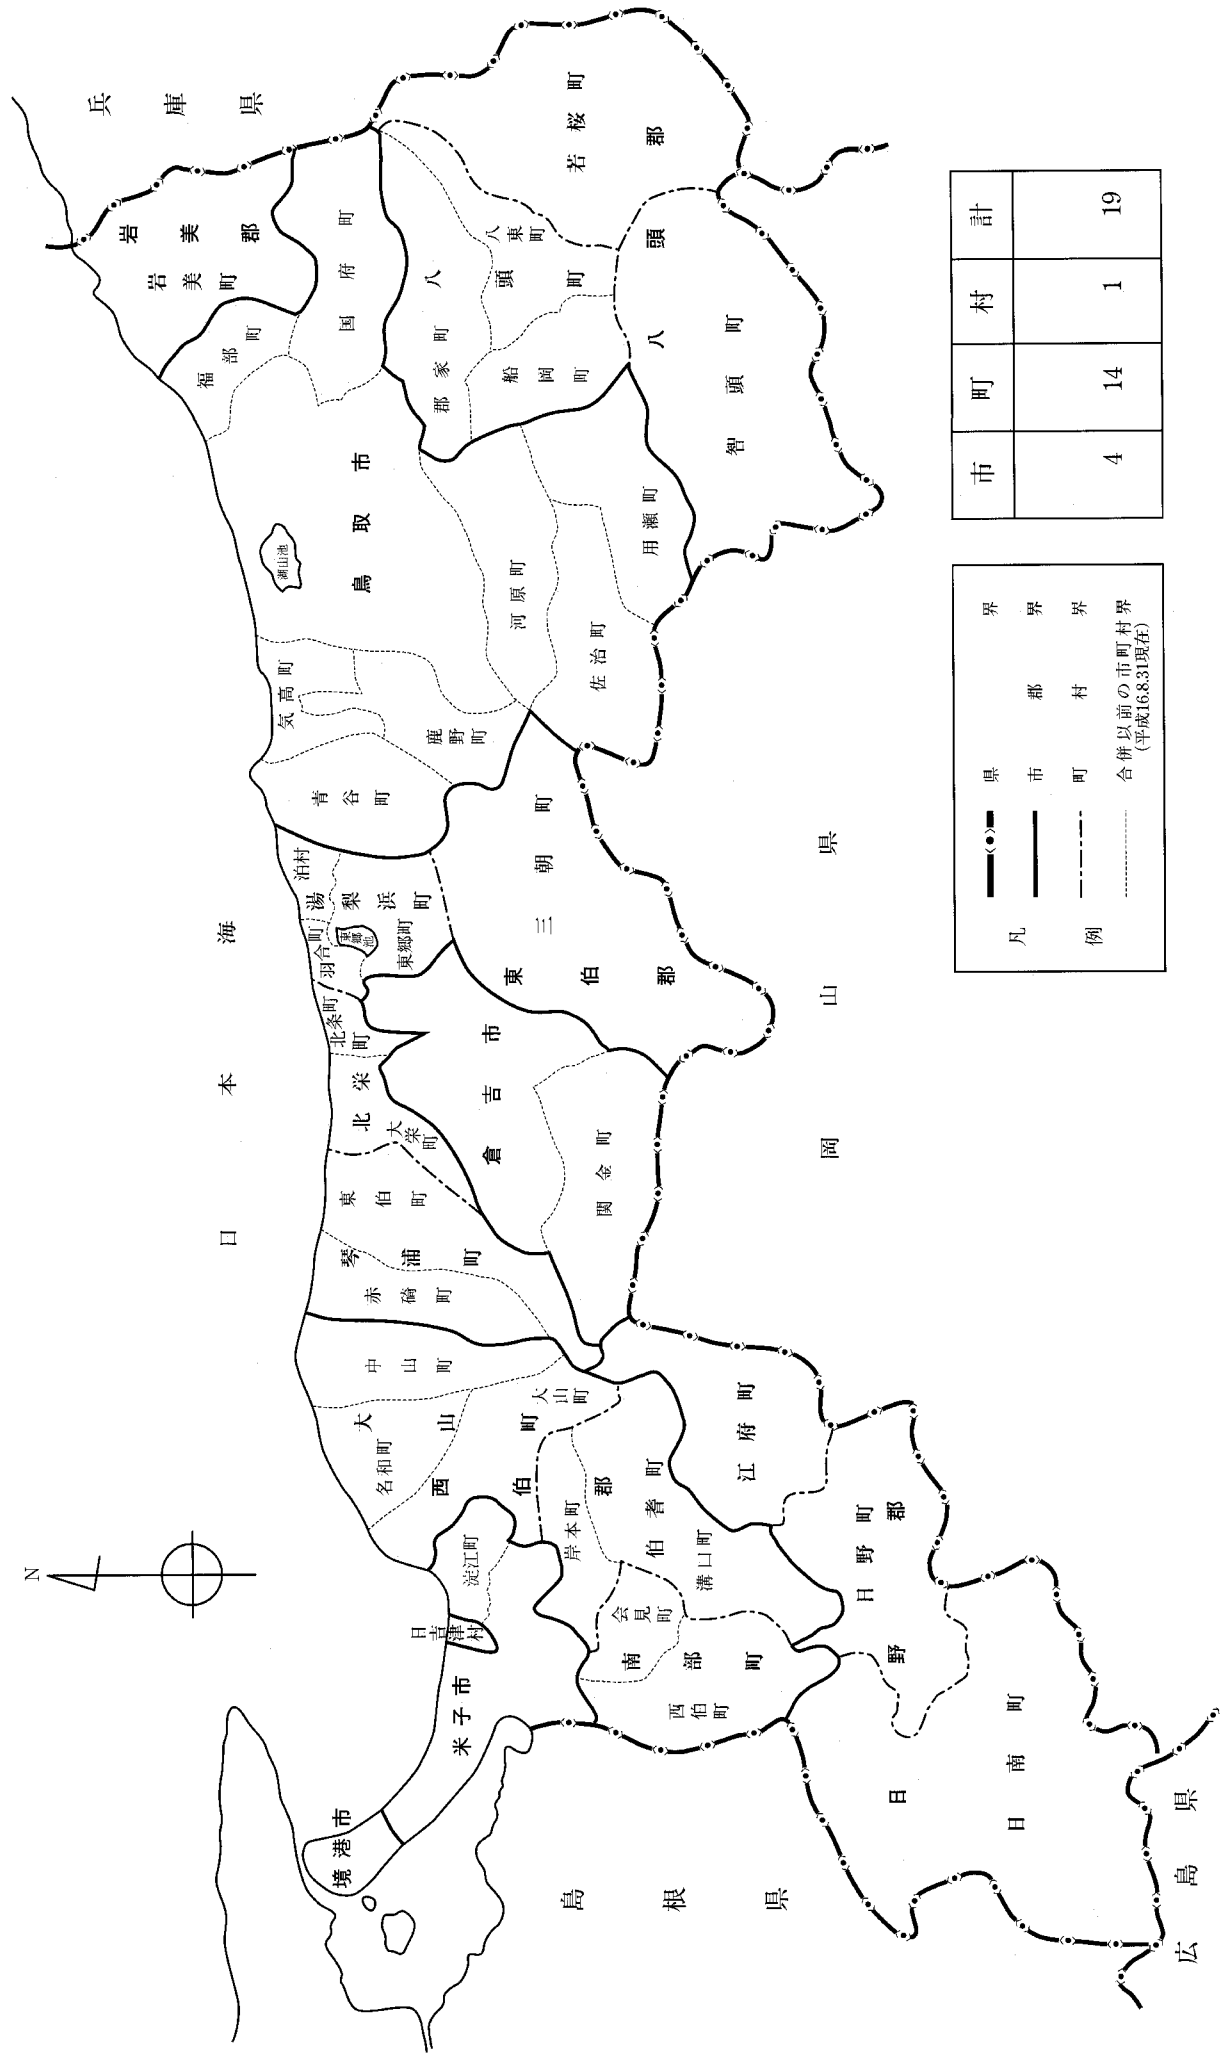 N
日本海
兵庫県
岡山県
島根県
広島県
岩美郡
岩美町
福部町
国府町
鳥取市
湖山池
八頭郡
若桜町
智頭町
八頭町
八東町
郡家町
船岡町
用瀬町
河原町
佐治町
気高町
鹿野町
青谷町
東伯郡
三朝町
湯梨浜町
泊村
羽合町
東郷池
東郷町
倉吉市
関金町
北栄町
北条町
大栄町
琴浦町
東伯町
赤碕町
西伯郡
大山町
中山町
名和町
大山町
伯耆町
岸本町
溝口町
南部町
会見町
西伯町
日吉津村
米子市
淀江町
境港市
日野郡
江府町
日野町
日南町
凡例
県界
市郡界
町村界
合併以前の市町村界
(平成16.8.31現在)
市 町 村 計
4 14 1 19